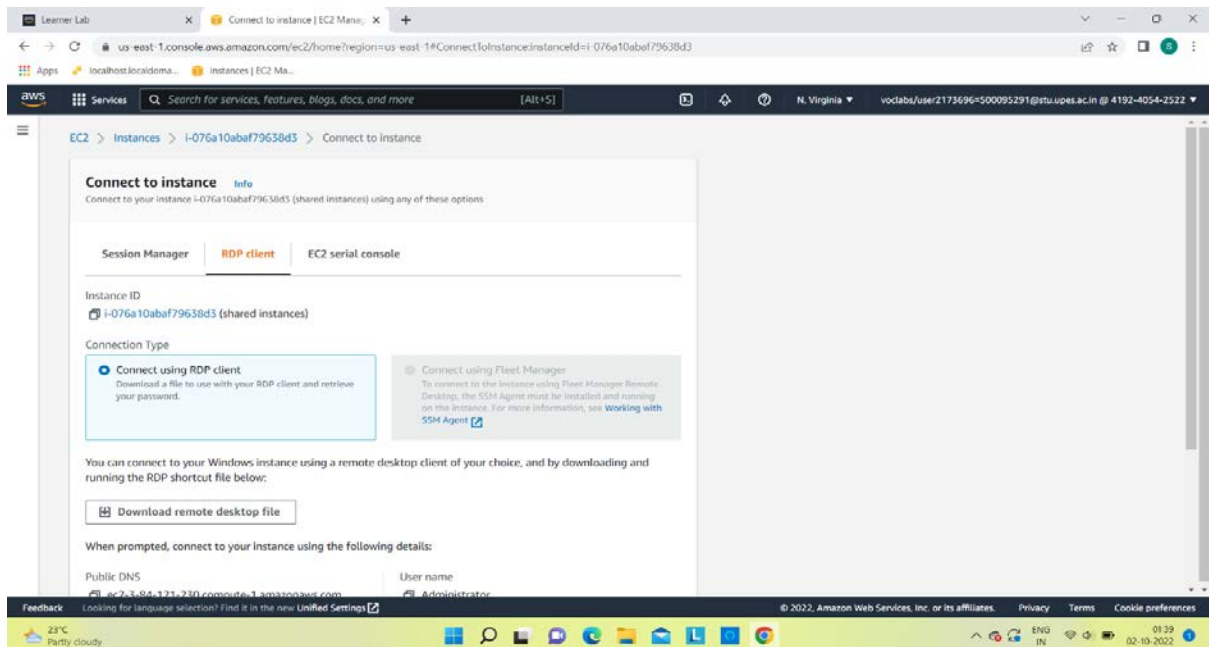 Learner Lab
Connect to instance | EC2 Manag
us-east-1.console.aws.amazon.com/ec2/home?region=us-east-1#ConnectToInstance:instanceId=i-076a10abaf79638d3
Apps
localhost.localdoma...
Instances | EC2 Ma...
aws
Services
Search for services, features, blogs, docs, and more [Alt+S]
N. Virginia
voclabs/user2173696=500095291@stu.upes.ac.in @ 4192-4054-2522
EC2 > Instances > i-076a10abaf79638d3 > Connect to instance
Connect to instance Info
Connect to your instance i-076a10abaf79638d3 (shared instances) using any of these options
Session Manager
RDP client
EC2 serial console
Instance ID
i-076a10abaf79638d3 (shared instances)
Connection Type
Connect using RDP client
Download a file to use with your RDP client and retrieve
your password.
Connect using Fleet Manager
To connect to the instance using Fleet Manager Remote
Desktop, the SSM Agent must be installed and running
on the instance. For more information, see Working with
SSM Agent
You can connect to your Windows instance using a remote desktop client of your choice, and by downloading and
running the RDP shortcut file below:
Download remote desktop file
When prompted, connect to your instance using the following details:
Public DNS
ec2-3-84-121-230.compute-1.amazonaws.com
User name
Administrator
Feedback
Looking for language selection? Find it in the new Unified Settings
© 2022, Amazon Web Services, Inc. or its affiliates.
Privacy
Terms
Cookie preferences
23°C
Partly cloudy
ENG
IN
01:39
02-10-2022